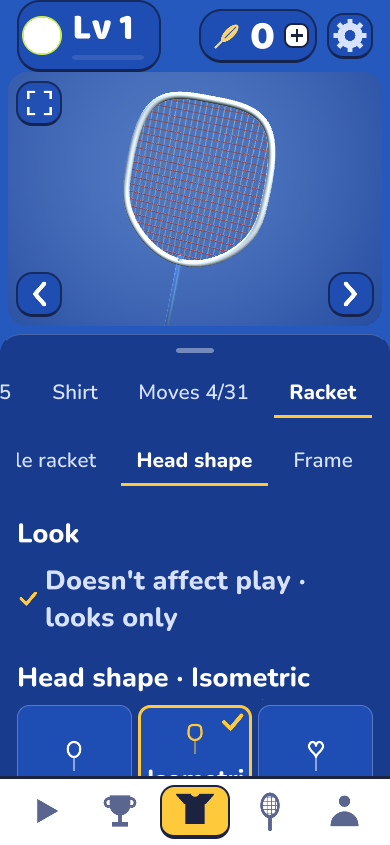 Lv 1
0
5 Shirt Moves 4/31 Racket
le racket Head shape Frame
Look
Doesn't affect play ·
looks only
Head shape · Isometric
Isometri